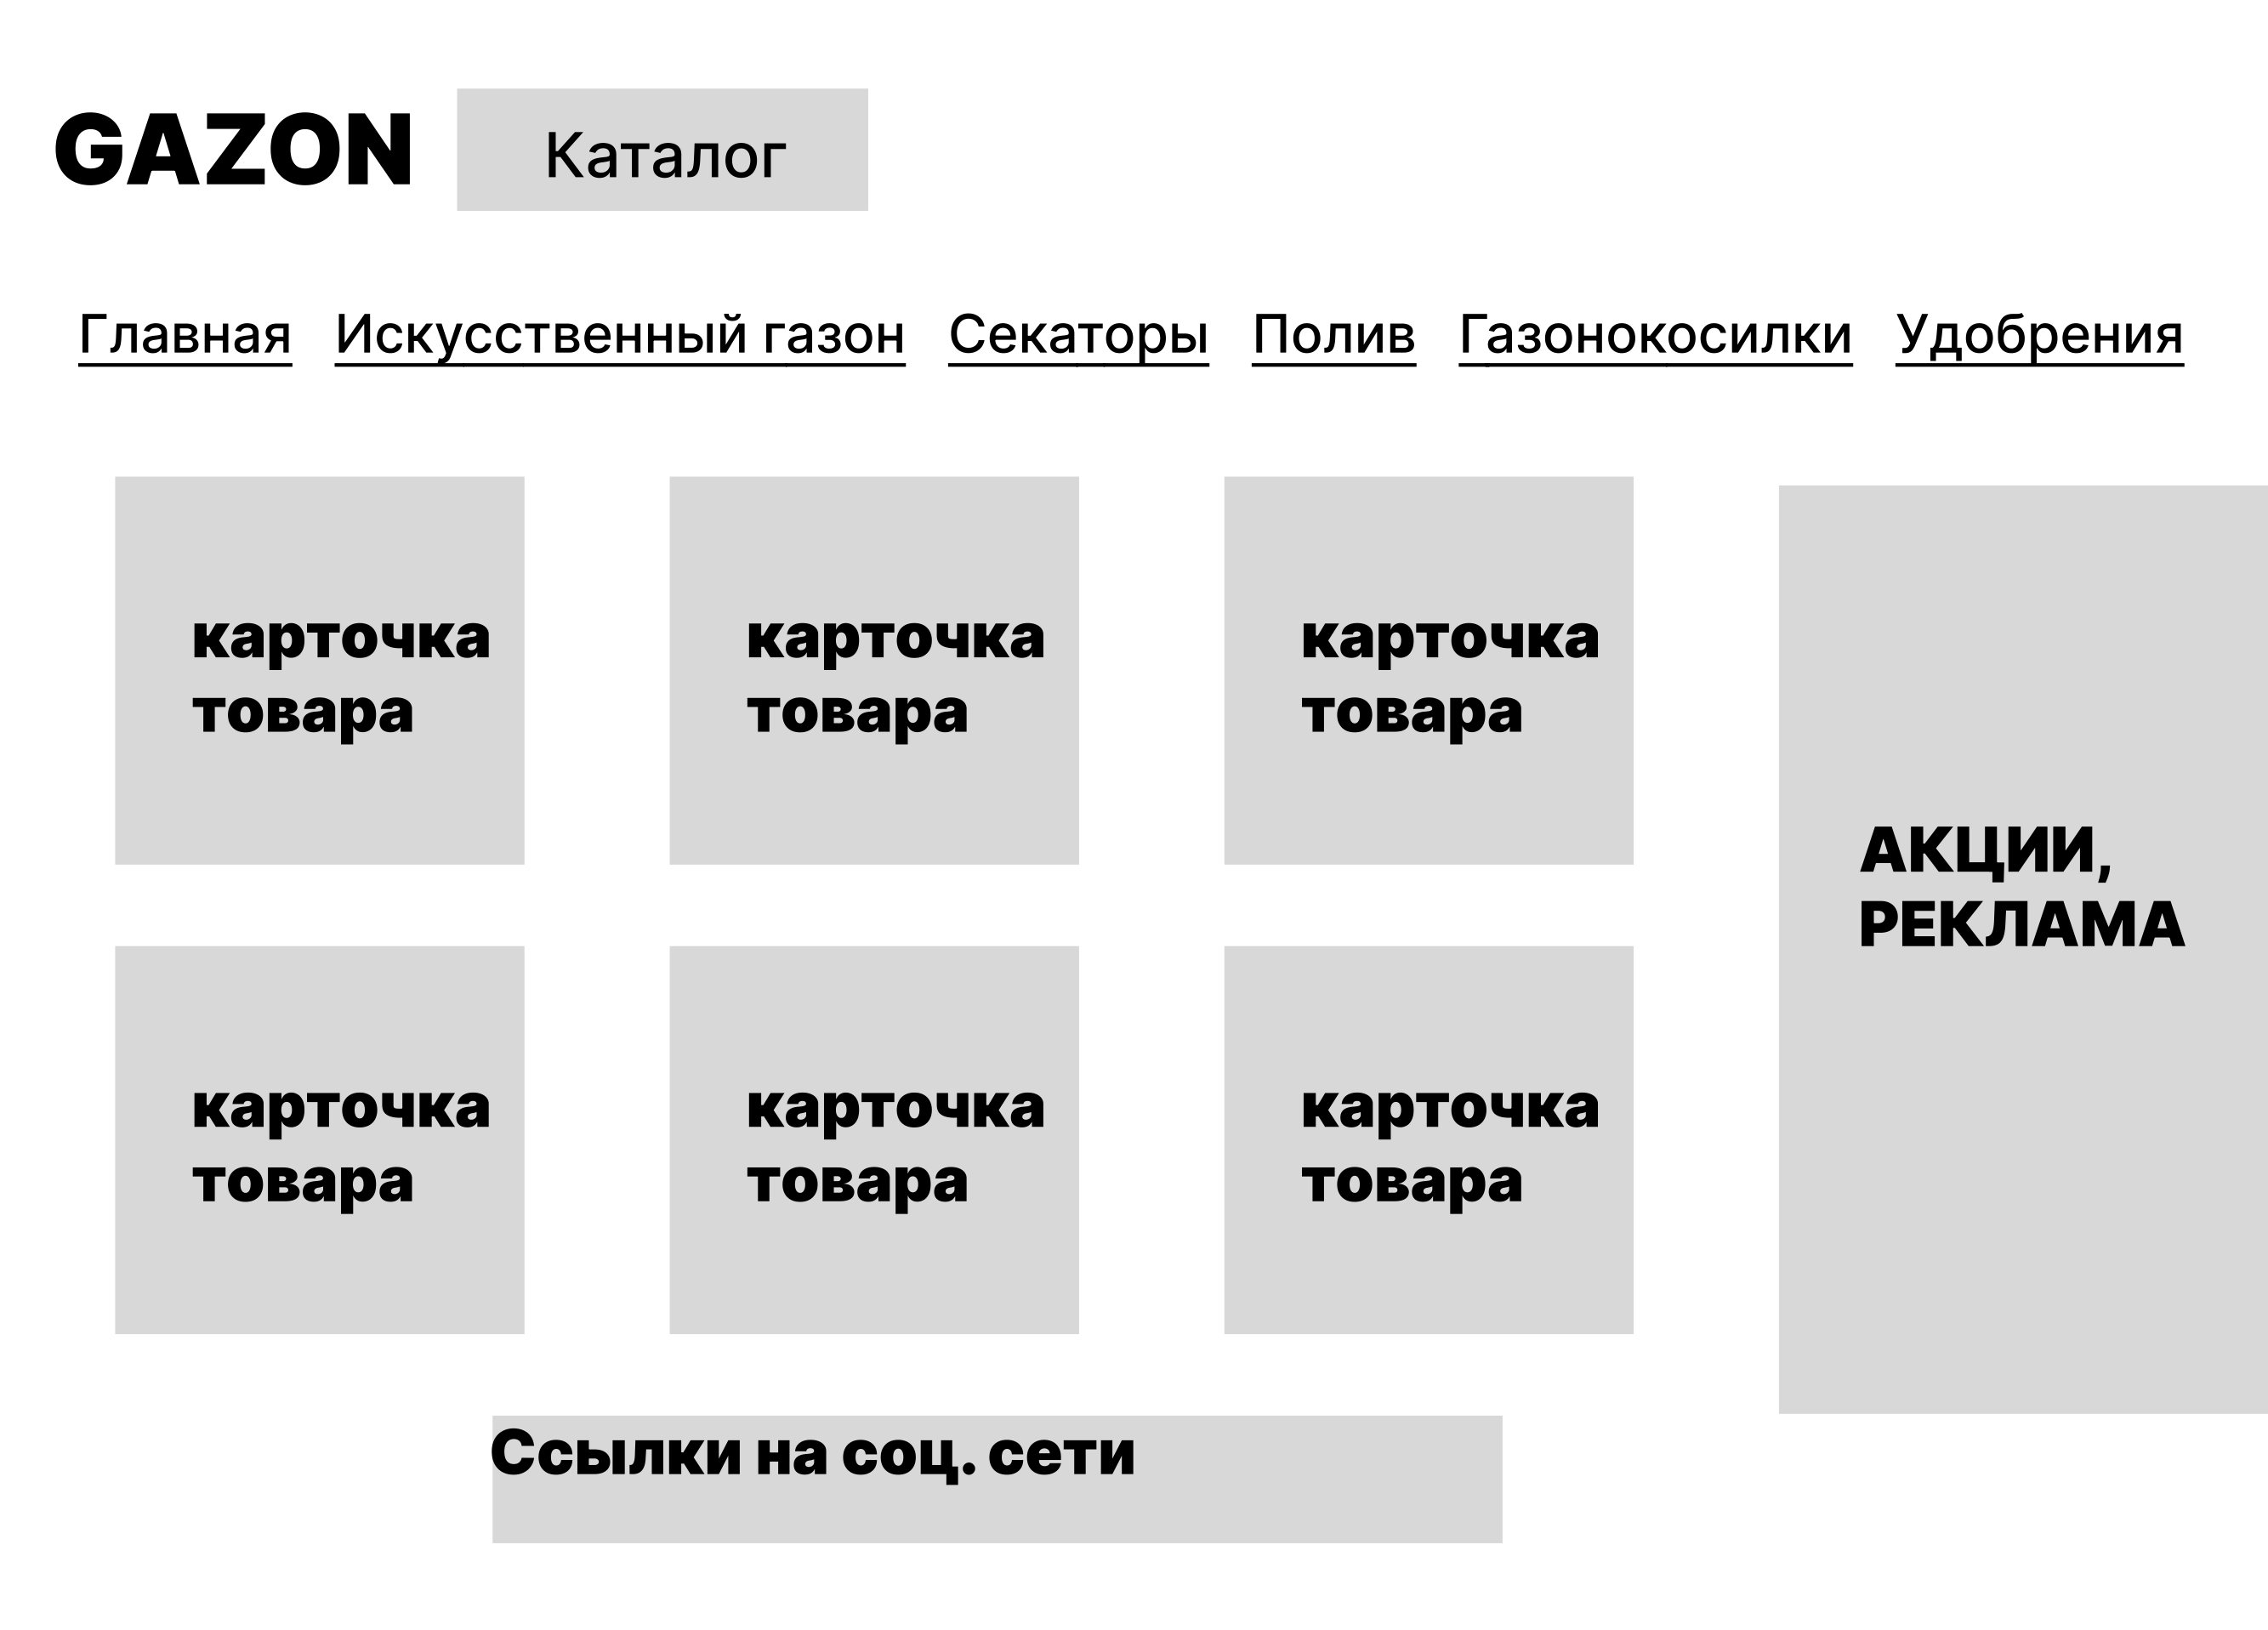 GAZON
Каталог
Главная Искуственный газон Секаторы Полив Газонокосилки Удобрения
карточка
товара
карточка
товара
карточка
товара
АКЦИИ,
РЕКЛАМА
карточка
товара
карточка
товара
карточка
товара
Ссылки на соц. сети